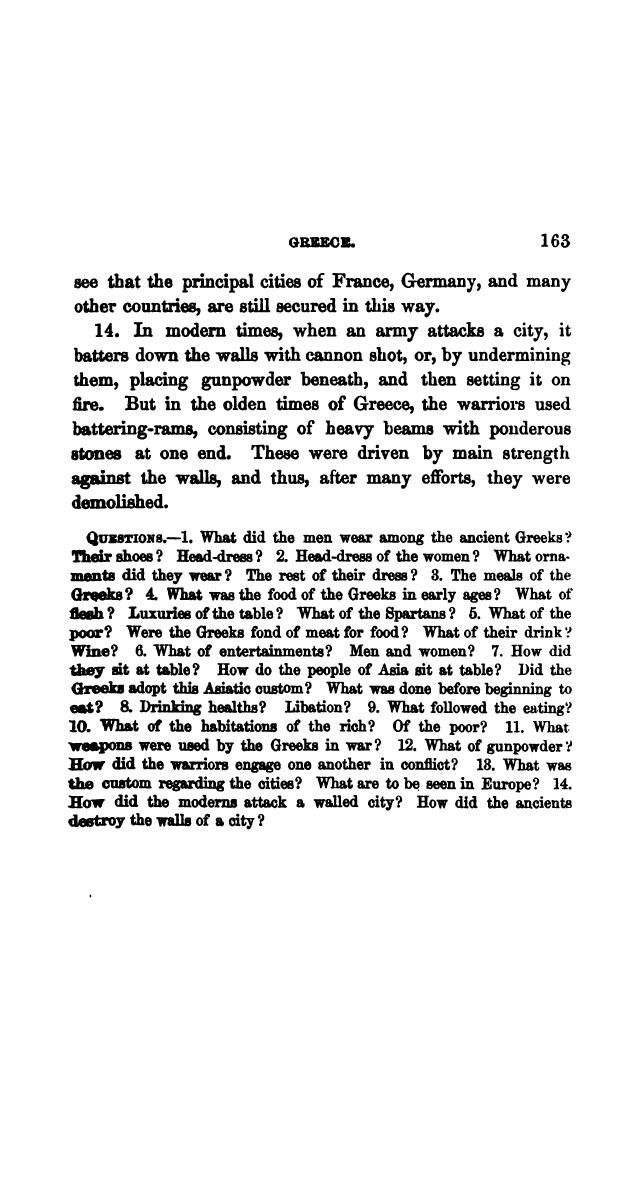 GREECE. 163
see that the principal cities of France, Germany, and many
other countries, are still secured in this way.
14. In modern times, when an army attacks a city, it
batters down the walls with cannon shot, or, by undermining
them, placing gunpowder beneath, and then setting it on
fire. But in the olden times of Greece, the warriors used
battering-rams, consisting of heavy beams with ponderous
stones at one end. These were driven by main strength
against the walls, and thus, after many efforts, they were
demolished.
QUESTIONS.—1. What did the men wear among the ancient Greeks?
Their shoes? Head-dress? 2. Head-dress of the women? What orna-
ments did they wear? The rest of their dress? 3. The meals of the
Greeks? 4. What was the food of the Greeks in early ages? What of
flesh? Luxuries of the table? What of the Spartans? 5. What of the
poor? Were the Greeks fond of meat for food? What of their drink?
Wine? 6. What of entertainments? Men and women? 7. How did
they sit at table? How do the people of Asia sit at table? Did the
Greeks adopt this Asiatic custom? What was done before beginning to
eat? 8. Drinking healths? Libation? 9. What followed the eating?
10. What of the habitations of the rich? Of the poor? 11. What
weapons were used by the Greeks in war? 12. What of gunpowder?
How did the warriors engage one another in conflict? 13. What was
the custom regarding the cities? What are to be seen in Europe? 14.
How did the moderns attack a walled city? How did the ancients
destroy the walls of a city?